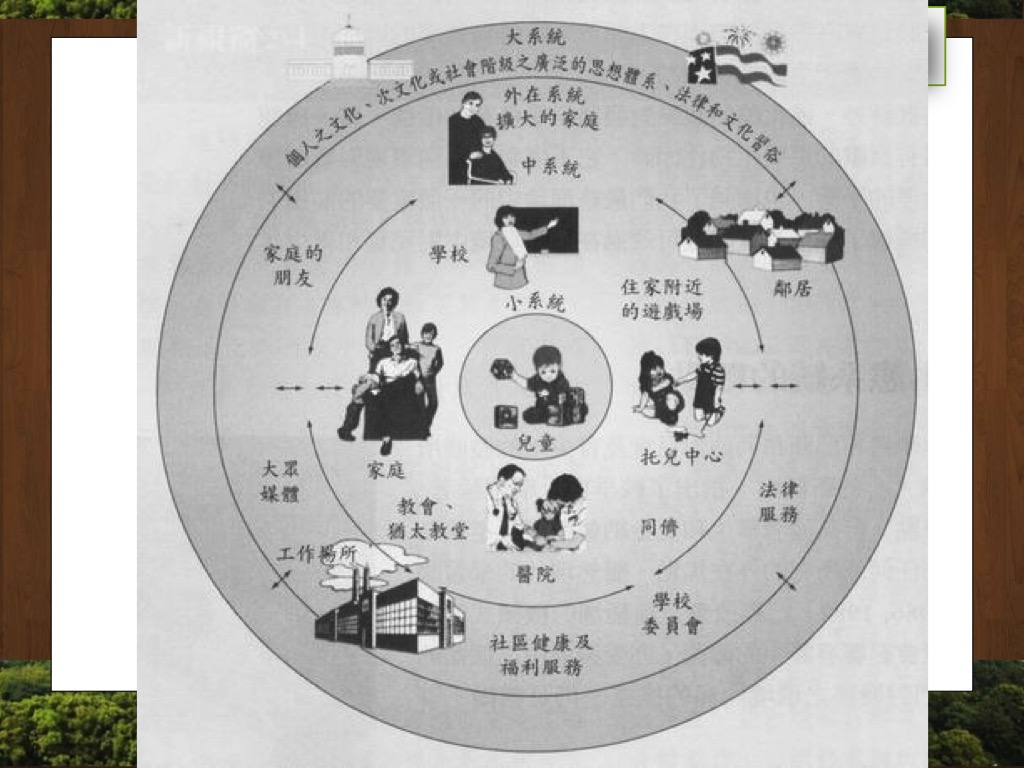 大系統
個人之文化、次文化或社會階級之廣泛的思想體系、法律和文化習俗
外在系統
擴大的家庭
中系統
家庭的
朋友
學校
小系統
住家附近
的遊戲場
鄰居
兒童
托兒中心
家庭
大眾
媒體
教會、
猶太教堂
同儕
法律
服務
工作場所
醫院
學校
委員會
社區健康及
福利服務